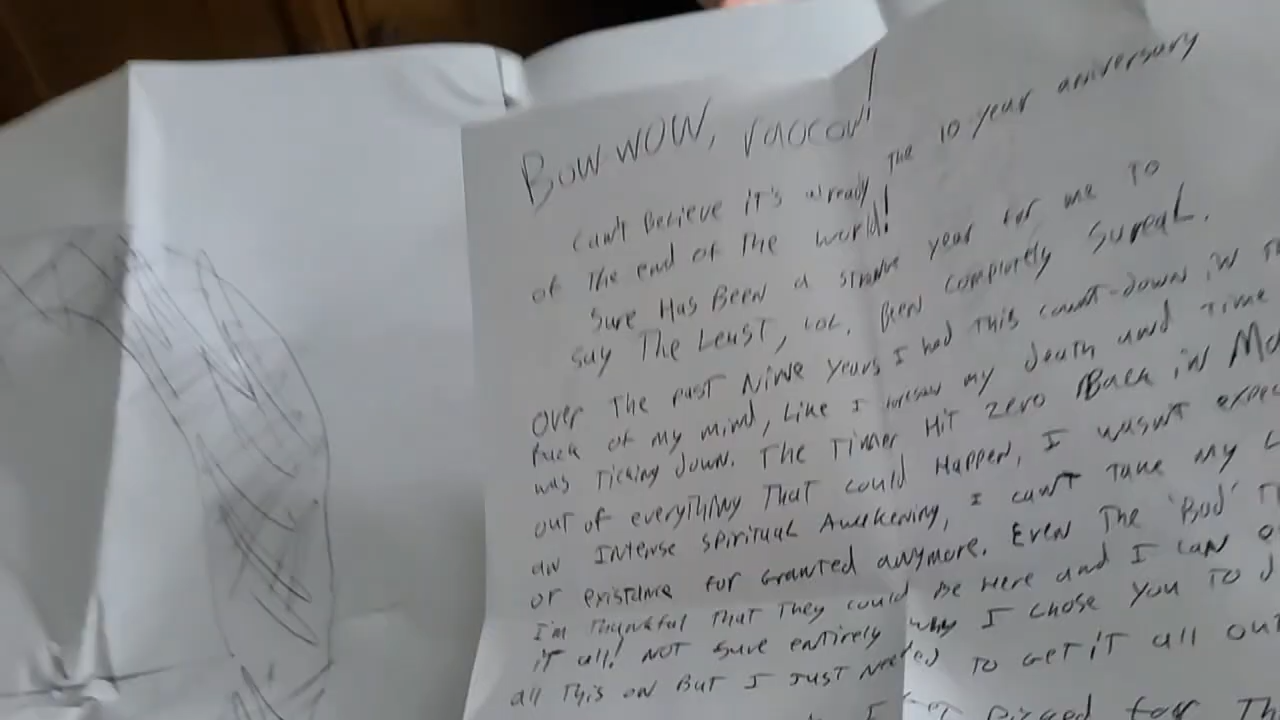 BOW WOW, raccoon!
Can't Believe it's already The 10 year aniversary
of The end of The world!
Sure Has Been a strange year for me To
say The Least, LOL. Been completely Sureal.
over The past Nine years I had This count-down in
back of my mind, Like I foresaw my death and Time
was Ticking down. The Timer Hit Zero Back in
out of everything That could Happen, I wasn't
an Intense spiritual Awakening, I can't Take my
or existance for Granted anymore. Even The 'Bad'
I'm Thankful That They could be Here and I can
it all! Not Sure entirely why I chose you To
all This on But I Just needed To Get iT all out
for